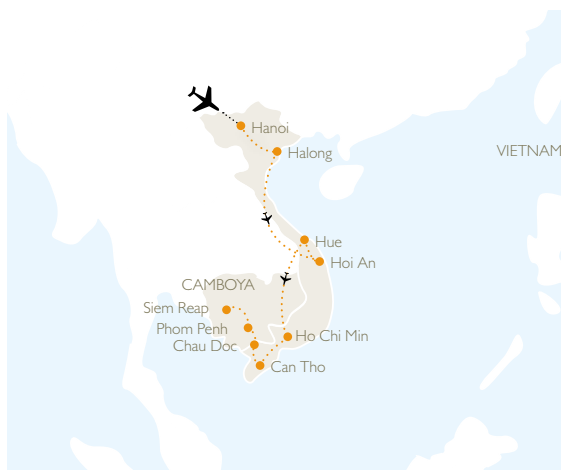 Hanoi
Halong
VIETNAM
Hue
Hoi An
CAMBOYA
Siem Reap
Phom Penh
Ho Chi Min
Chau Doc
Can Tho